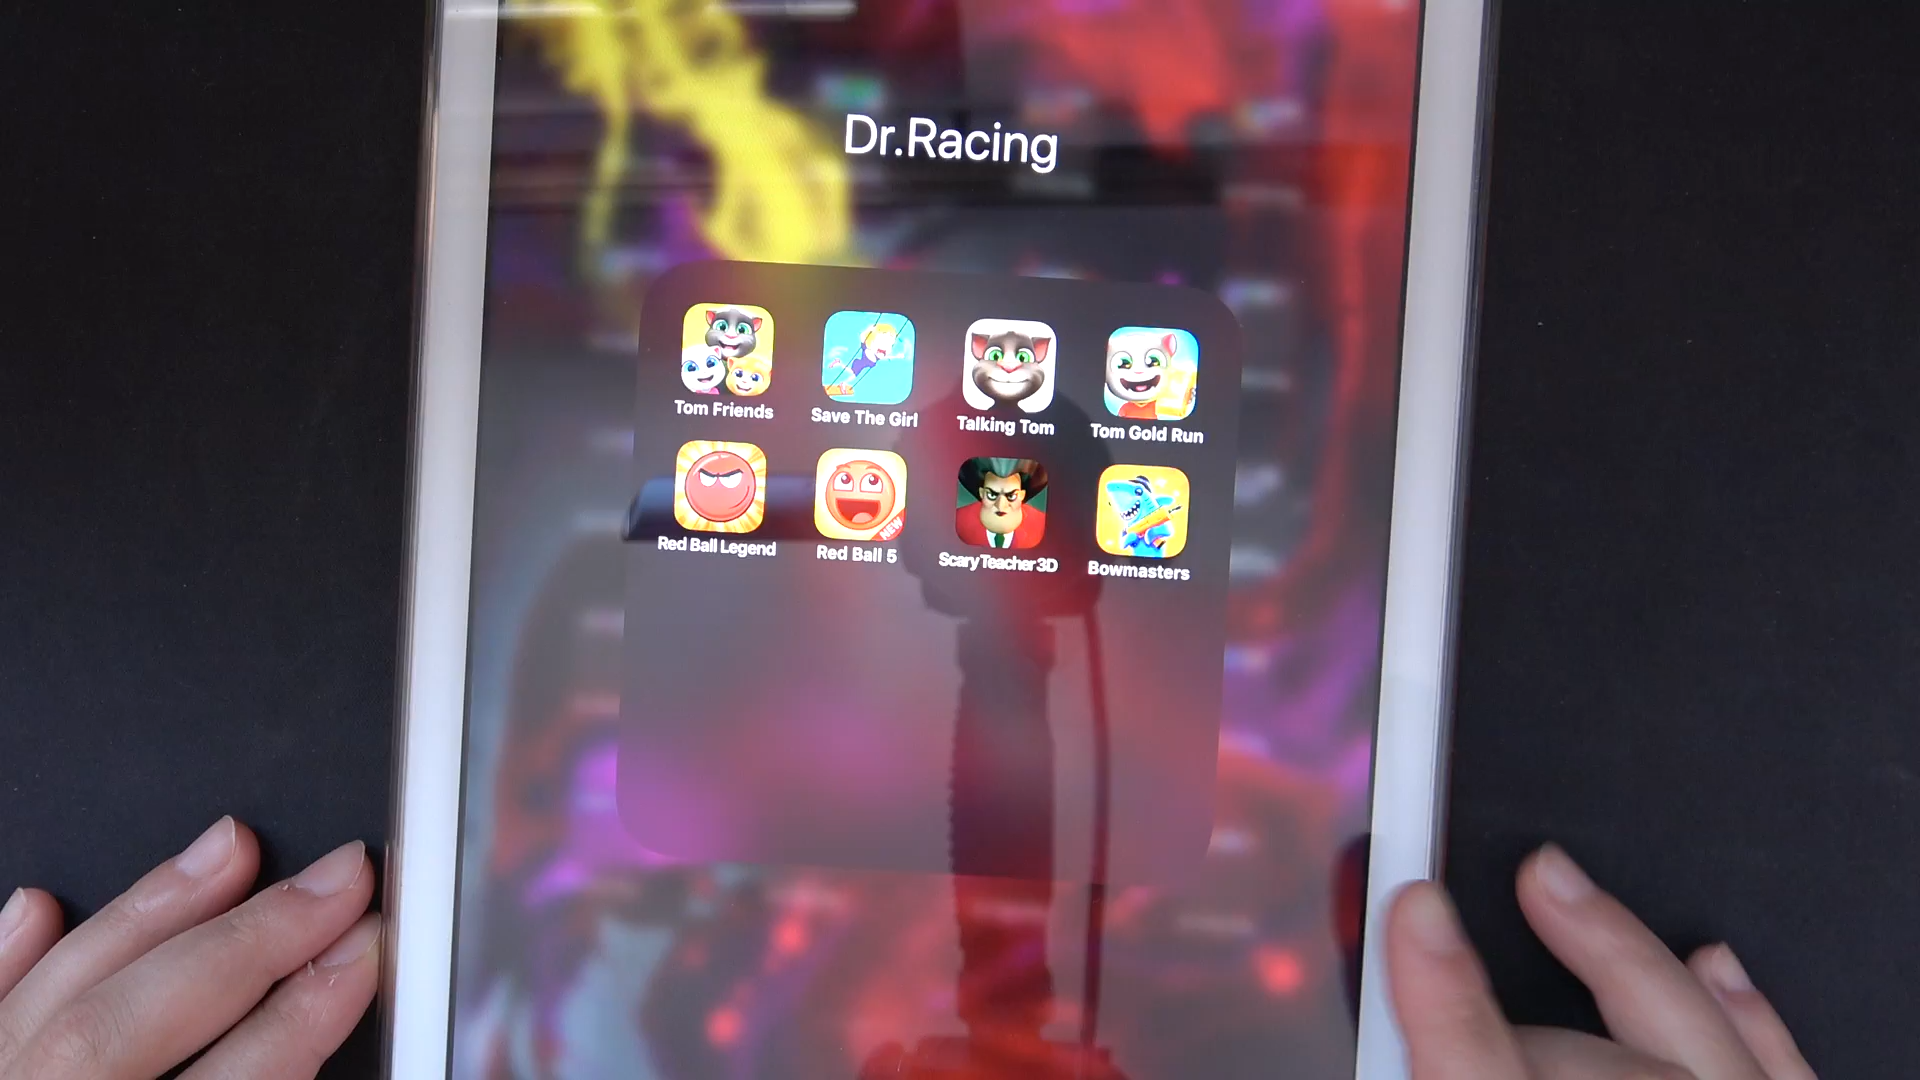 Dr.Racing
Tom Friends
Save The Girl
Talking Tom
Tom Gold Run
Red Ball Legend
Red Ball 5
NEW
Scary Teacher 3D
Bowmasters